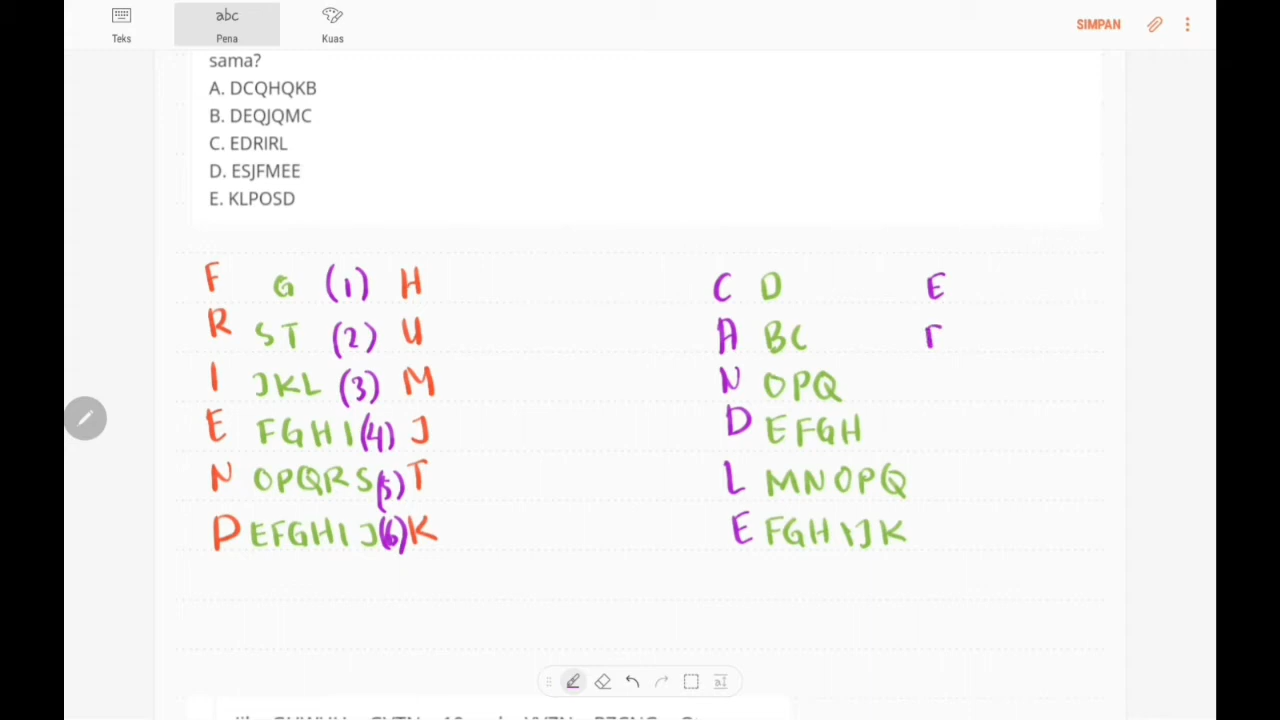 Teks abc Pena Kuas SIMPAN
sama?
A. DCQHQKB
B. DEQJQMC
C. EDRIRL
D. ESJFMEE
E. KLPOSD
F G (1) H
R ST (2) U
I JKL (3) M
E FGHI (4) J
N OPQRS (5) T
D EFGHIJ (6) K
C D E
A BC
N OPQ
D EFGH
L MNOPQ
E FGHIJK